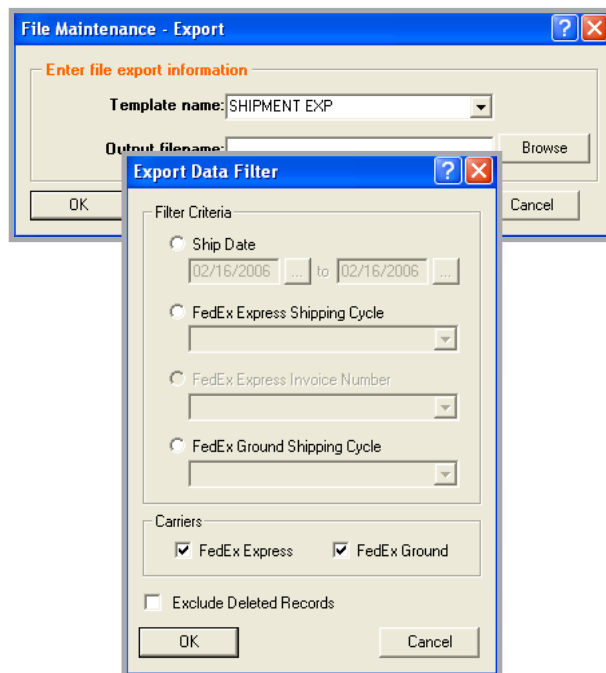 File Maintenance - Export
Enter file export information
Template name: SHIPMENT EXP
Output filename:
Browse
OK
Cancel
Export Data Filter
Filter Criteria
Ship Date
02/16/2006 ... to 02/16/2006 ...
FedEx Express Shipping Cycle
FedEx Express Invoice Number
FedEx Ground Shipping Cycle
Carriers
FedEx Express FedEx Ground
Exclude Deleted Records
OK Cancel